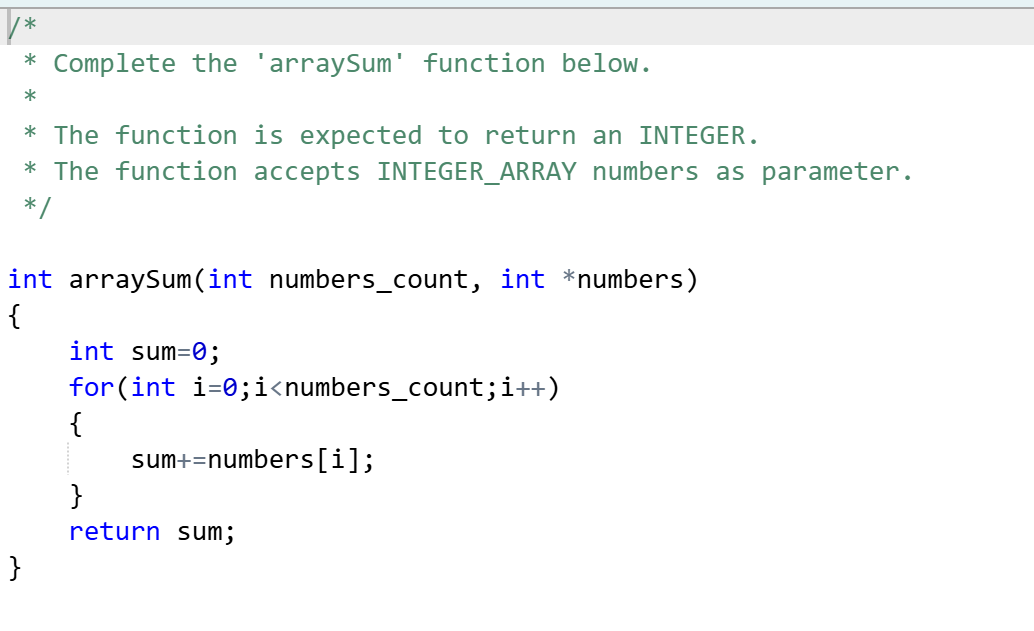 /*
 * Complete the 'arraySum' function below.
 *
 * The function is expected to return an INTEGER.
 * The function accepts INTEGER_ARRAY numbers as parameter.
 */

int arraySum(int numbers_count, int *numbers)
{
    int sum=0;
    for(int i=0;i<numbers_count;i++)
    {
        sum+=numbers[i];
    }
    return sum;
}